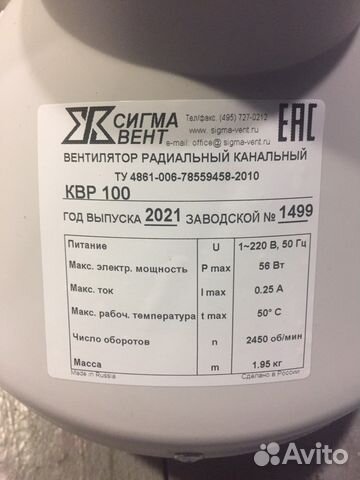 СИГМА ВЕНТ
Тел/факс. (495) 727-0212
www. sigma-vent.ru
e-mail: office@ sigma-vent.ru
EAC
ВЕНТИЛЯТОР РАДИАЛЬНЫЙ КАНАЛЬНЫЙ
ТУ 4861-006-78559458-2010
КВР 100
ГОД ВЫПУСКА 2021 ЗАВОДСКОЙ № 1499
Питание U 1~220 В, 50 Гц
Макс. электр. мощность P max 56 Вт
Макс. ток I max 0.25 А
Макс. рабоч. температура t max 50° С
Число оборотов n 2450 об/мин
Масса m 1.95 кг
Made in Russia Сделано в России
Avito